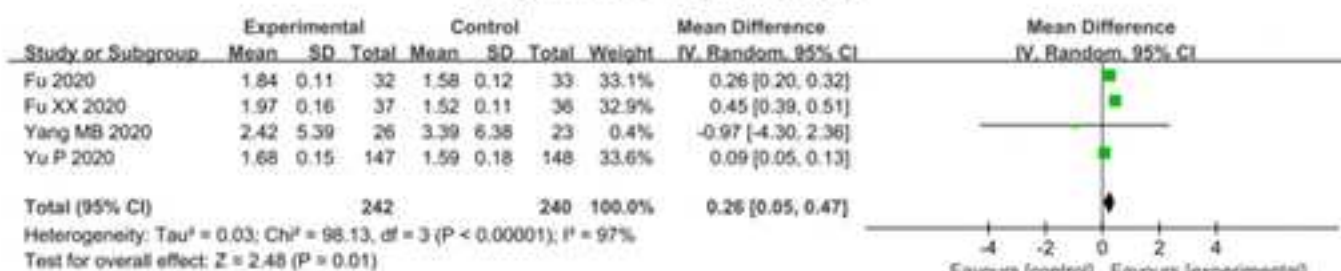 Experimental Control Mean Difference Mean Difference
Study or Subgroup Mean SD Total Mean SD Total Weight IV, Random, 95% CI IV, Random, 95% CI
Fu 2020 1.84 0.11 32 1.58 0.12 33 33.1% 0.26 [0.20, 0.32]
Fu XX 2020 1.97 0.16 37 1.52 0.11 36 32.9% 0.45 [0.39, 0.51]
Yang MB 2020 2.42 5.39 26 3.39 6.38 23 0.4% -0.97 [-4.30, 2.36]
Yu P 2020 1.68 0.15 147 1.59 0.18 148 33.6% 0.09 [0.05, 0.13]
Total (95% CI) 242 240 100.0% 0.26 [0.05, 0.47]
Heterogeneity: Tau² = 0.03; Chi² = 98.13, df = 3 (P < 0.00001); I² = 97%
Test for overall effect: Z = 2.48 (P = 0.01)
-4 -2 0 2 4
Favours [control] Favours [experimental]